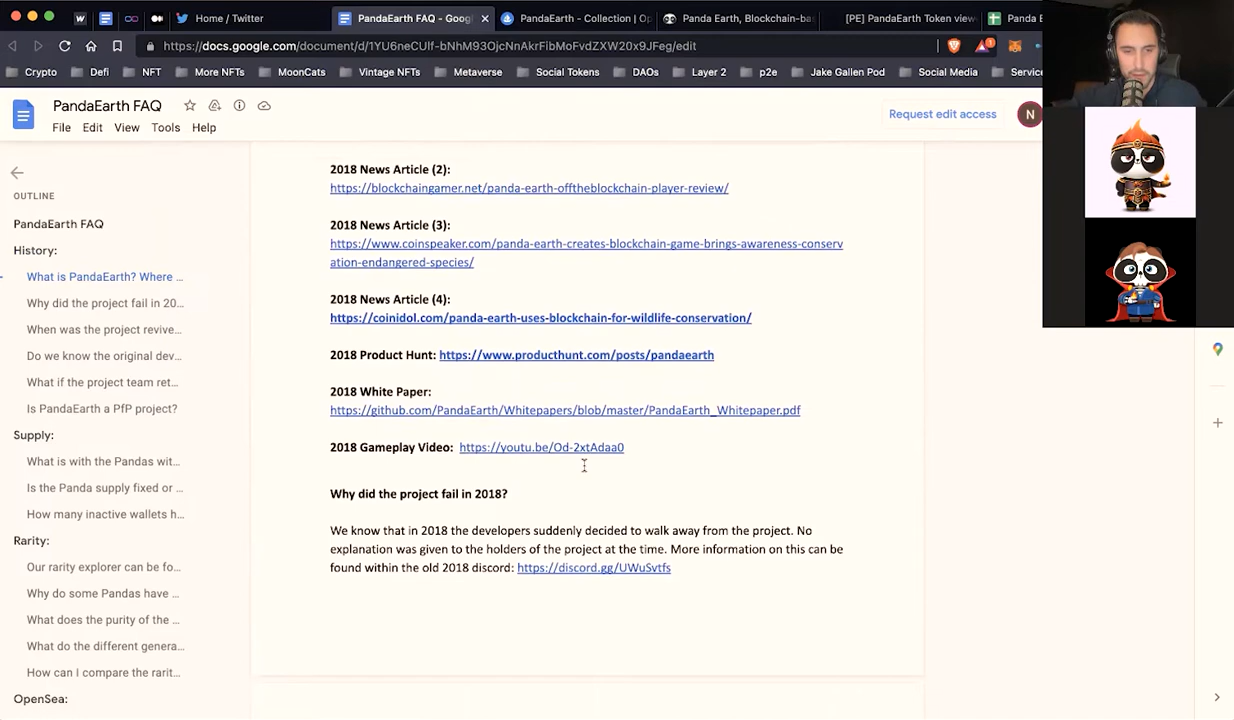 Home / Twitter
PandaEarth FAQ - Goog
PandaEarth - Collection | Op
Panda Earth, Blockchain-ba
[PE] PandaEarth Token view
Panda E
https://docs.google.com/document/d/1YU6neCUIf-bNhM93OjcNnAkrFibMoFvdZXW20x9JFeg/edit
1
Crypto
Defi
NFT
More NFTs
MoonCats
Vintage NFTs
Metaverse
Social Tokens
DAOs
Layer 2
p2e
Jake Gallen Pod
Social Media
Service
PandaEarth FAQ
File Edit View Tools Help
Request edit access
N
OUTLINE
PandaEarth FAQ
History:
What is PandaEarth? Where ...
Why did the project fail in 20...
When was the project revive...
Do we know the original dev...
What if the project team ret...
Is PandaEarth a PfP project?
Supply:
What is with the Pandas wit...
Is the Panda supply fixed or ...
How many inactive wallets h...
Rarity:
Our rarity explorer can be fo...
Why do some Pandas have ...
What does the purity of the ...
What do the different genera...
How can I compare the rarit...
OpenSea:
2018 News Article (2):
https://blockchaingamer.net/panda-earth-offtheblockchain-player-review/
2018 News Article (3):
https://www.coinspeaker.com/panda-earth-creates-blockchain-game-brings-awareness-conserv
ation-endangered-species/
2018 News Article (4):
https://coinidol.com/panda-earth-uses-blockchain-for-wildlife-conservation/
2018 Product Hunt: https://www.producthunt.com/posts/pandaearth
2018 White Paper:
https://github.com/PandaEarth/Whitepapers/blob/master/PandaEarth_Whitepaper.pdf
2018 Gameplay Video: https://youtu.be/Od-2xtAdaa0
Why did the project fail in 2018?
We know that in 2018 the developers suddenly decided to walk away from the project. No
explanation was given to the holders of the project at the time. More information on this can be
found within the old 2018 discord: https://discord.gg/UWuSvtfs